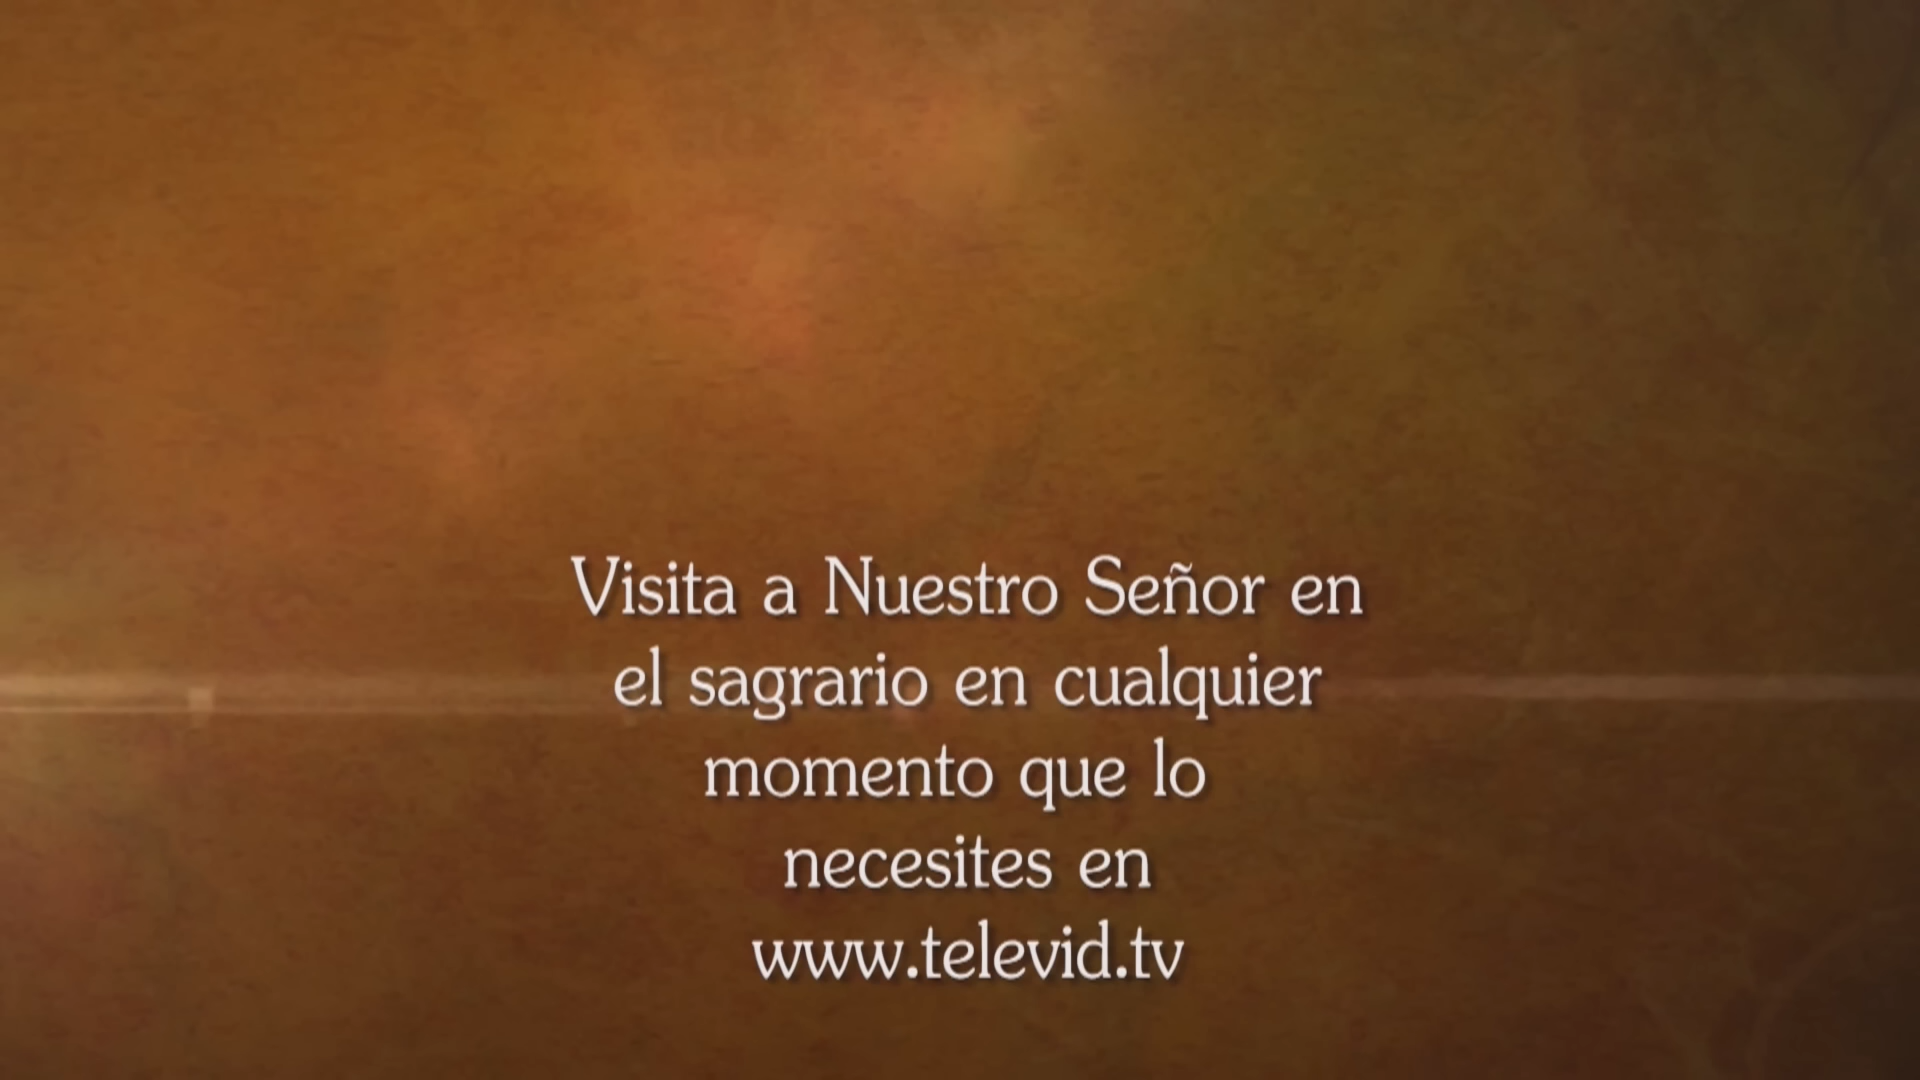 Visita a Nuestro Señor en
el sagrario en cualquier
momento que lo
necesites en
www.televid.tv